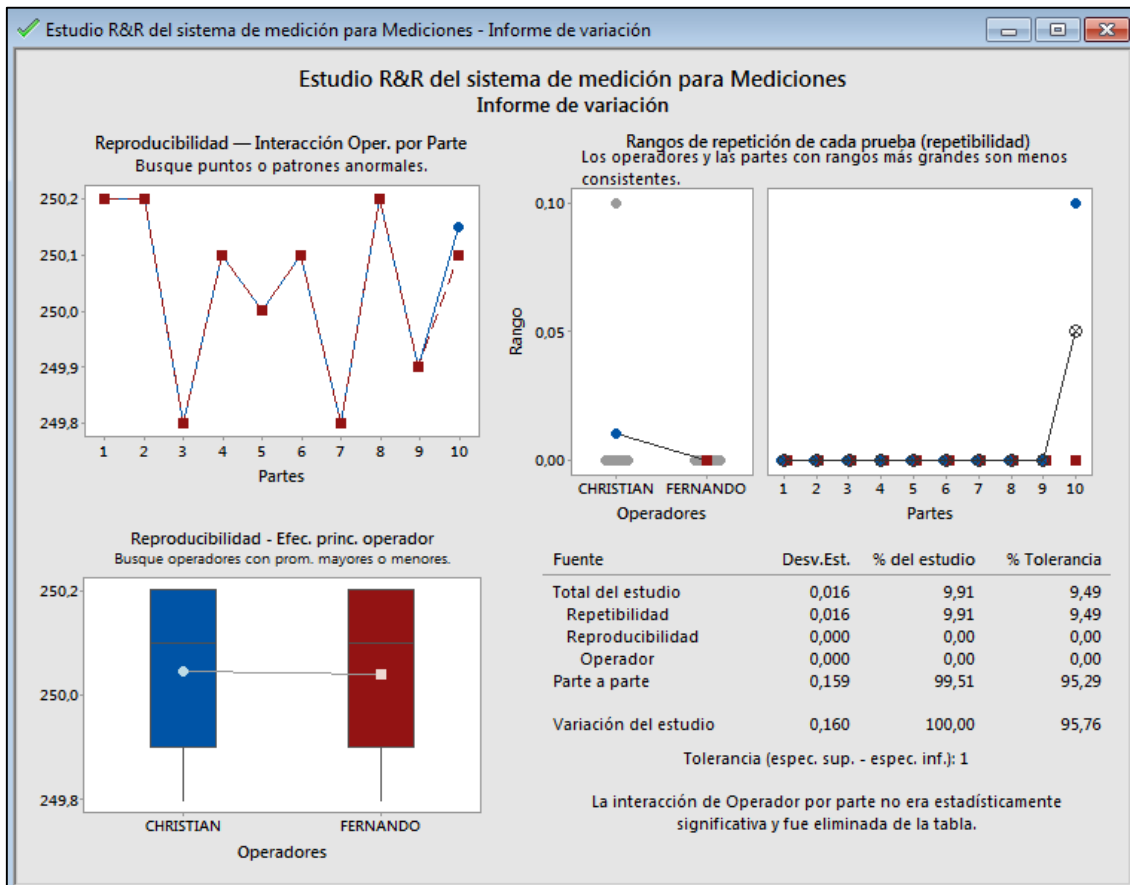 Estudio R&R del sistema de medición para Mediciones - Informe de variación
Estudio R&R del sistema de medición para Mediciones
Informe de variación
Reproducibilidad — Interacción Oper. por Parte
Busque puntos o patrones anormales.
250,2
250,1
250,0
249,9
249,8
1 2 3 4 5 6 7 8 9 10
Partes
Rangos de repetición de cada prueba (repetibilidad)
Los operadores y las partes con rangos más grandes son menos
consistentes.
0,10
0,05
0,00
Rango
CHRISTIAN FERNANDO
Operadores
1 2 3 4 5 6 7 8 9 10
Partes
Reproducibilidad - Efec. princ. operador
Busque operadores con prom. mayores o menores.
250,2
250,0
249,8
CHRISTIAN FERNANDO
Operadores
Fuente Desv.Est. % del estudio % Tolerancia
Total del estudio 0,016 9,91 9,49
Repetibilidad 0,016 9,91 9,49
Reproducibilidad 0,000 0,00 0,00
Operador 0,000 0,00 0,00
Parte a parte 0,159 99,51 95,29
Variación del estudio 0,160 100,00 95,76
Tolerancia (espec. sup. - espec. inf.): 1
La interacción de Operador por parte no era estadísticamente
significativa y fue eliminada de la tabla.